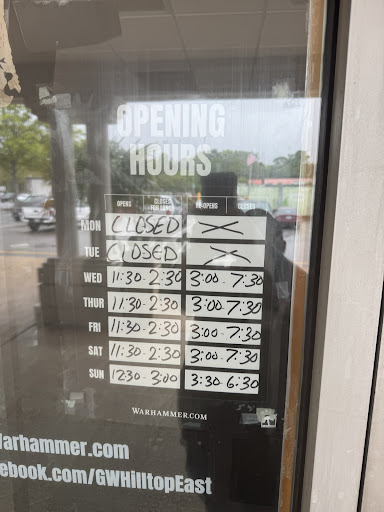 OPENING
HOURS
OPENS CLOSED FOR LUNCH RE-OPENS CLOSES
MON CLOSED X
TUE CLOSED X
WED 11:30 - 2:30 3:00 - 7:30
THUR 11:30 - 2:30 3:00 - 7:30
FRI 11:30 - 2:30 3:00 - 7:30
SAT 11:30 - 2:30 3:00 - 7:30
SUN 12:30 - 3:00 3:30 - 6:30
WARHAMMER.COM
Warhammer.com
ebook.com/GWHilltopEast